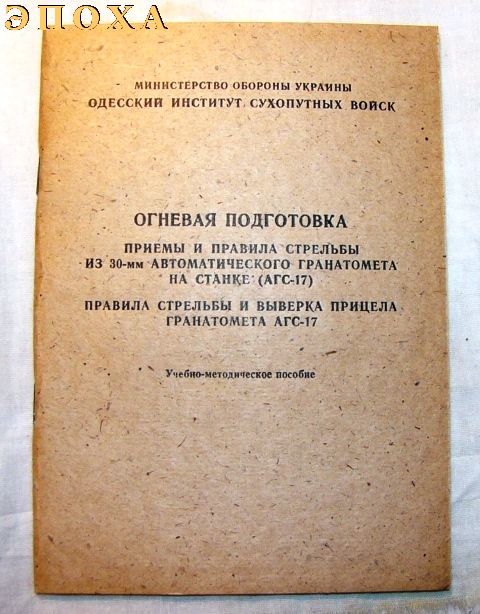 ЭПОХА
МИНИСТЕРСТВО ОБОРОНЫ УКРАИНЫ
ОДЕССКИЙ ИНСТИТУТ СУХОПУТНЫХ ВОЙСК
ОГНЕВАЯ ПОДГОТОВКА
ПРИЕМЫ И ПРАВИЛА СТРЕЛЬБЫ
ИЗ 30-мм АВТОМАТИЧЕСКОГО ГРАНАТОМЕТА
НА СТАНКЕ (АГС-17)
ПРАВИЛА СТРЕЛЬБЫ И ВЫВЕРКА ПРИЦЕЛА
ГРАНАТОМЕТА АГС-17
Учебно-методическое пособие